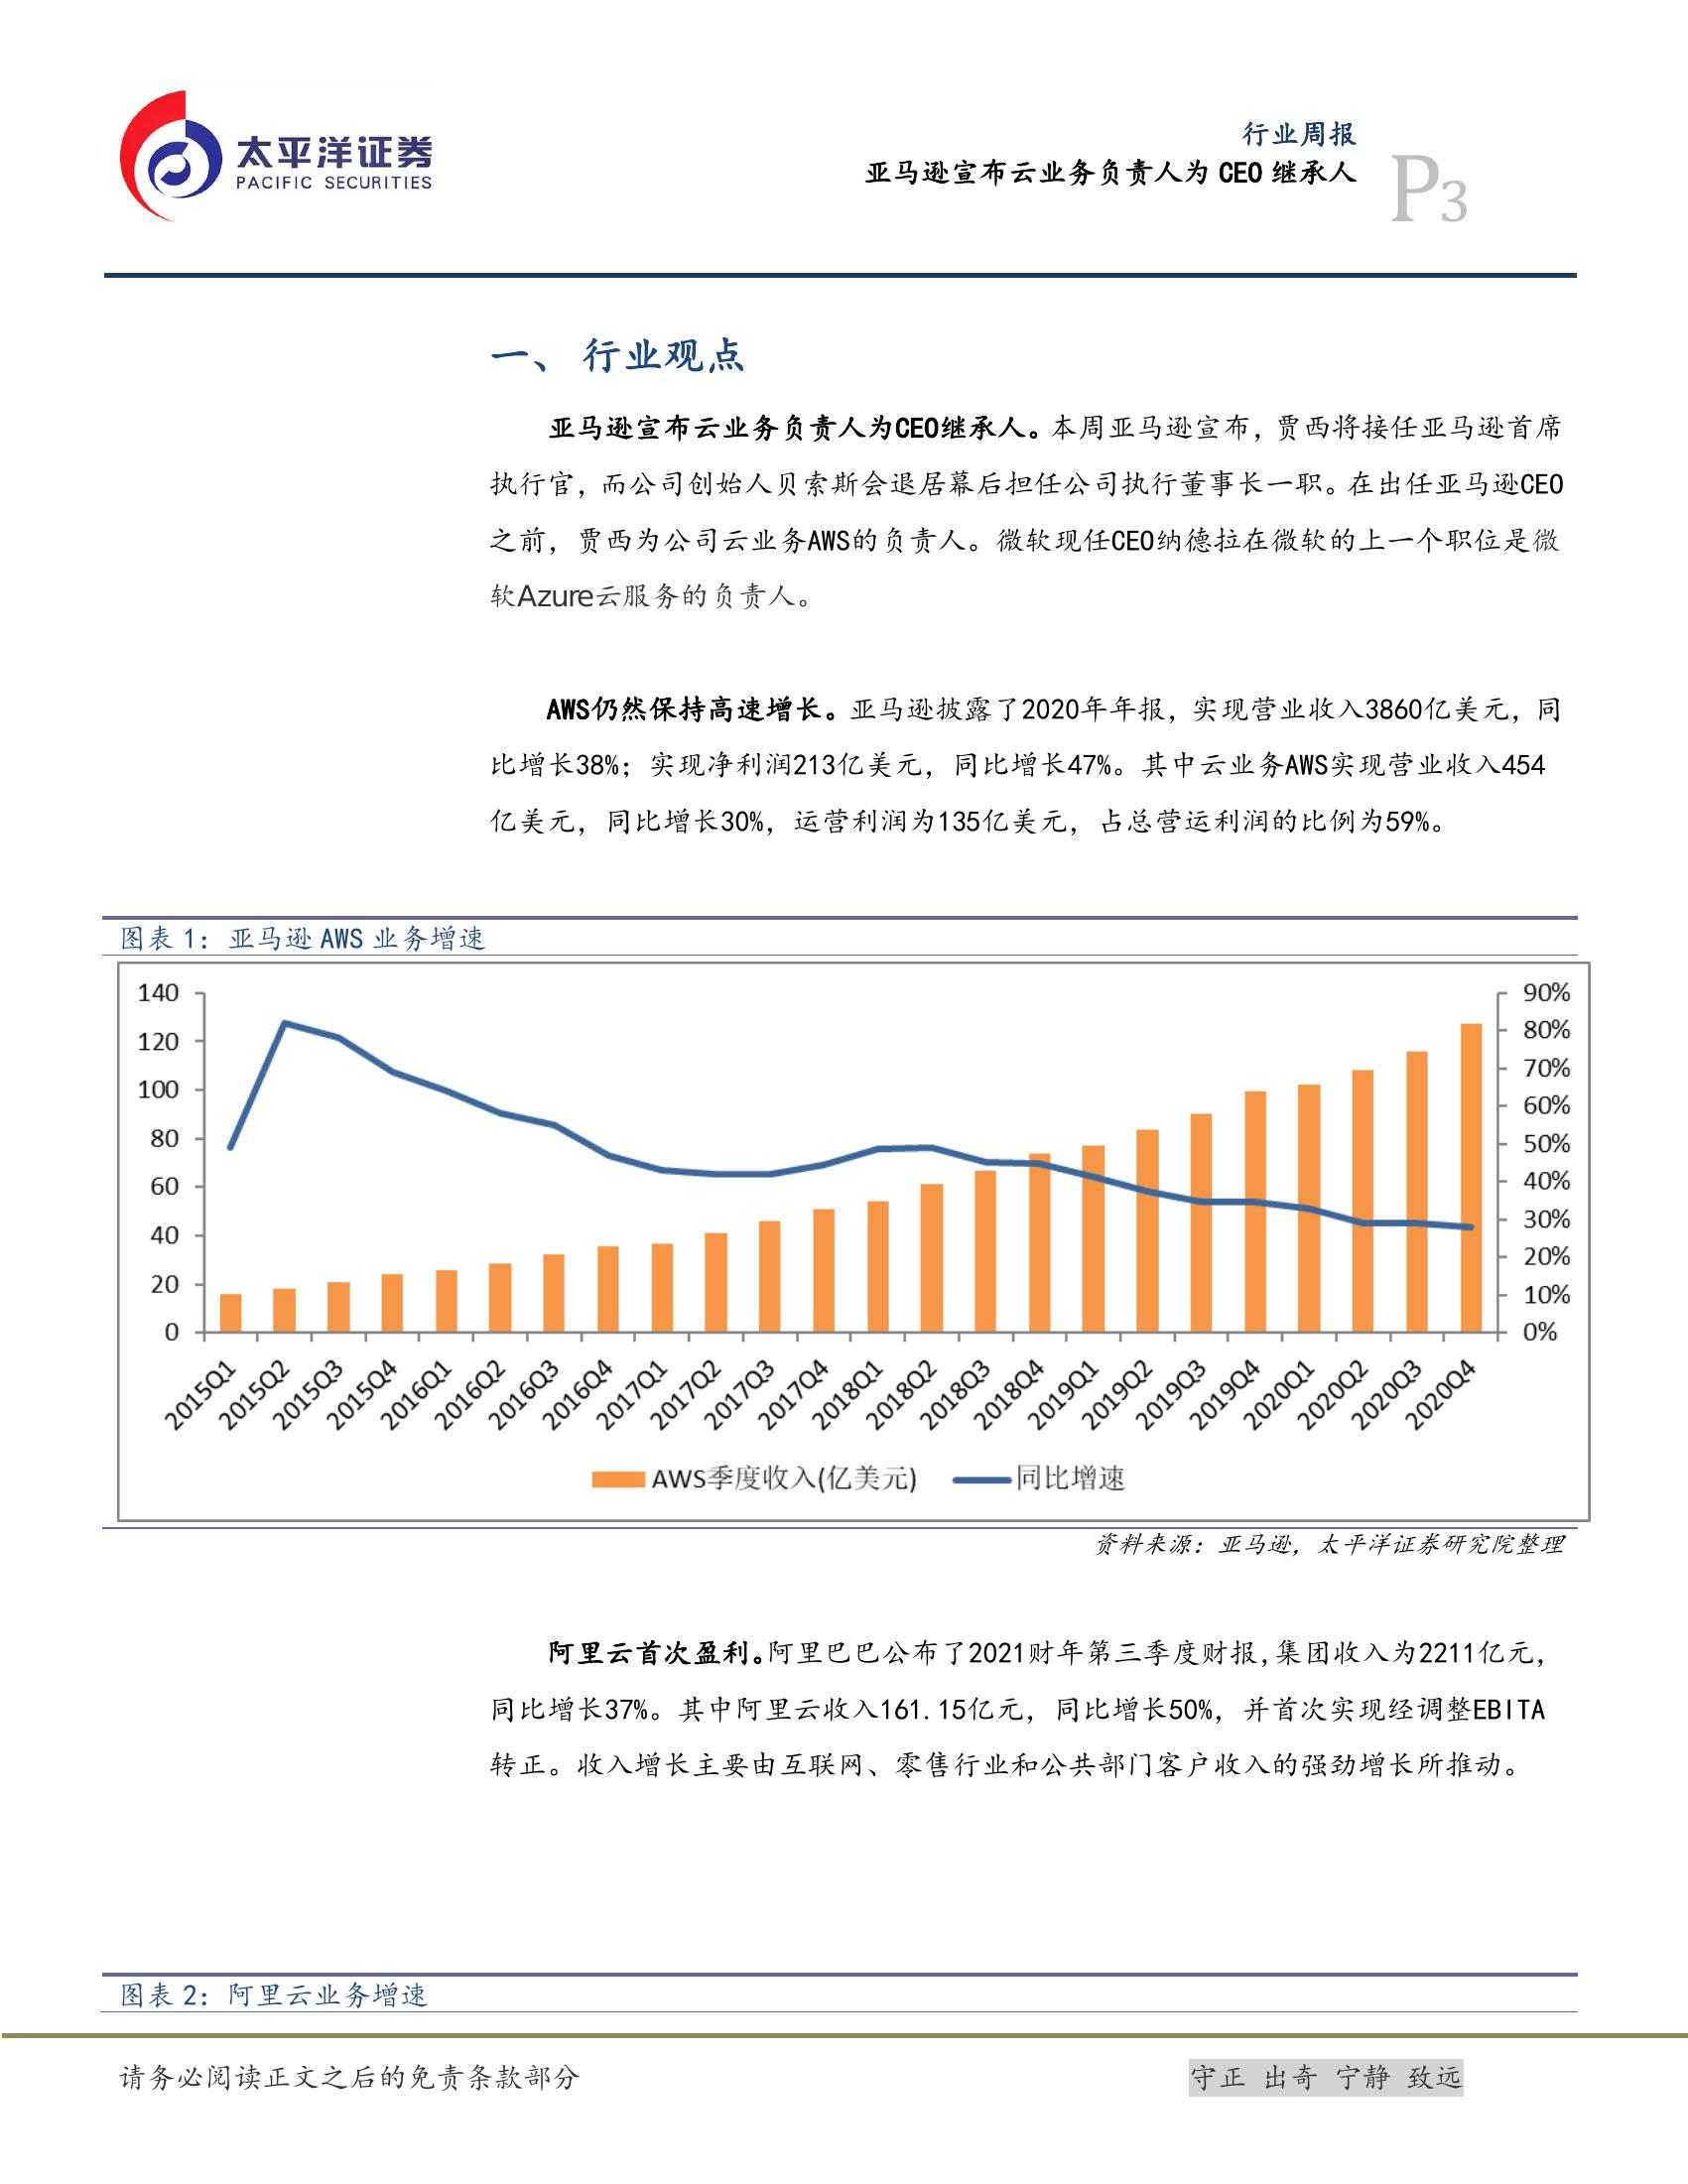 太平洋证券
PACIFIC SECURITIES
行业周报
亚马逊宣布云业务负责人为 CEO 继承人
P3
一、 行业观点
亚马逊宣布云业务负责人为CEO继承人。本周亚马逊宣布，贾西将接任亚马逊首席
执行官，而公司创始人贝索斯会退居幕后担任公司执行董事长一职。在出任亚马逊CEO
之前，贾西为公司云业务AWS的负责人。微软现任CEO纳德拉在微软的上一个职位是微
软Azure云服务的负责人。
AWS仍然保持高速增长。亚马逊披露了2020年年报，实现营业收入3860亿美元，同
比增长38%；实现净利润213亿美元，同比增长47%。其中云业务AWS实现营业收入454
亿美元，同比增长30%，运营利润为135亿美元，占总营运利润的比例为59%。
图表 1：亚马逊 AWS 业务增速
140
120
100
80
60
40
20
0
90%
80%
70%
60%
50%
40%
30%
20%
10%
0%
2015Q1
2015Q2
2015Q3
2015Q4
2016Q1
2016Q2
2016Q3
2016Q4
2017Q1
2017Q2
2017Q3
2017Q4
2018Q1
2018Q2
2018Q3
2018Q4
2019Q1
2019Q2
2019Q3
2019Q4
2020Q1
2020Q2
2020Q3
2020Q4
AWS季度收入(亿美元) 同比增速
资料来源：亚马逊，太平洋证券研究院整理
阿里云首次盈利。阿里巴巴公布了2021财年第三季度财报，集团收入为2211亿元，
同比增长37%。其中阿里云收入161.15亿元，同比增长50%，并首次实现经调整EBITA
转正。收入增长主要由互联网、零售行业和公共部门客户收入的强劲增长所推动。
图表 2：阿里云业务增速
请务必阅读正文之后的免责条款部分
守正 出奇 宁静 致远